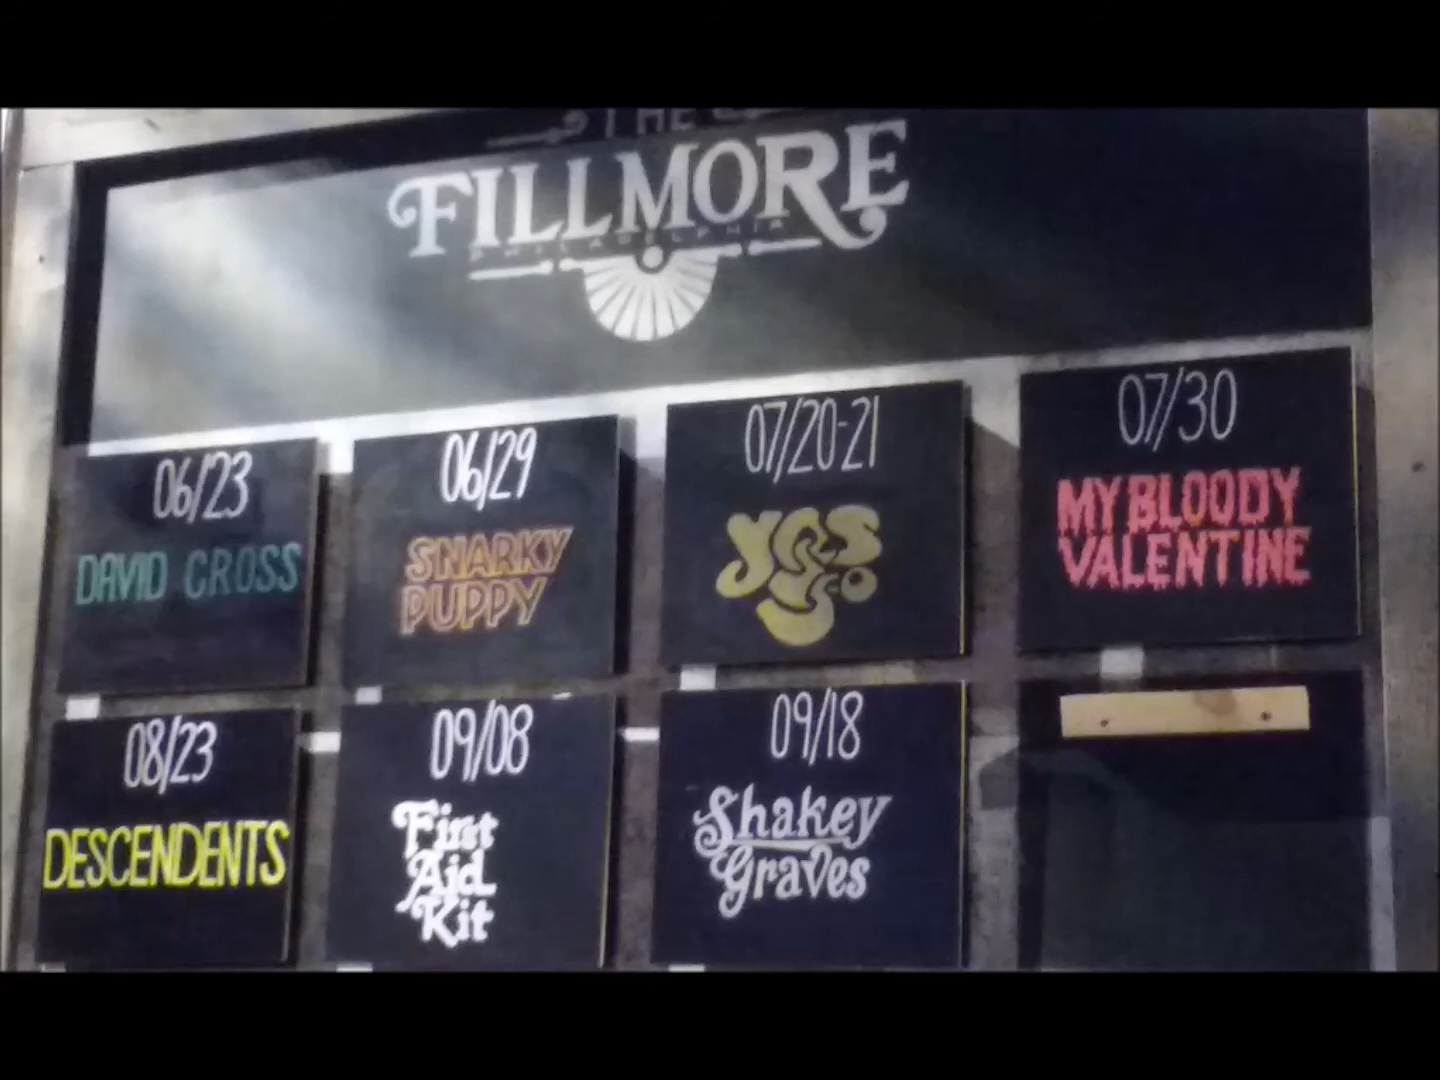 THE
FILLMORE
PHILADELPHIA
06/23
DAVID CROSS
06/29
SNARKY
PUPPY
07/20-21
yes
07/30
MY BLOODY
VALENTINE
08/23
DESCENDENTS
09/08
First
Aid
Kit
09/18
Shakey
Graves